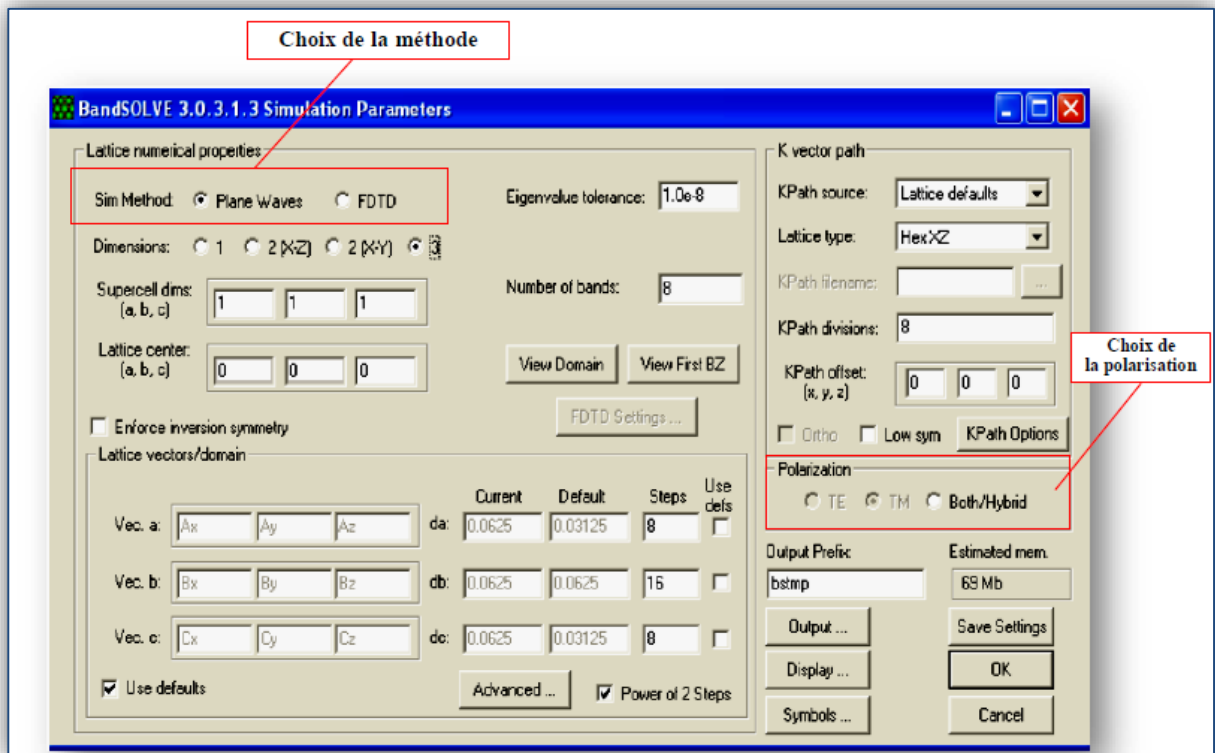 Choix de la méthode
BandSOLVE 3.0.3.1.3 Simulation Parameters
Lattice numerical properties
Sim Method: Plane Waves FDTD
Eigenvalue tolerance: 1.0e-8
Dimensions: 1 2 (X-Z) 2 (X-Y) 3
Supercell dims: (a, b, c) 1 1 1
Number of bands: 8
Lattice center: (a, b, c) 0 0 0
View Domain View First BZ
FDTD Settings ...
Enforce inversion symmetry
Lattice vectors/domain
Current Default Steps Use defs
Vec. a: Ax Ay Az da: 0.0625 0.03125 8
Vec. b: Bx By Bz db: 0.0625 0.0625 16
Vec. c: Cx Cy Cz dc: 0.0625 0.03125 8
Use defaults Advanced ... Power of 2 Steps
K vector path
KPath source: Lattice defaults
Lattice type: Hex XZ
KPath filename: ...
KPath divisions: 8
KPath offset: (x, y, z) 0 0 0
Ortho Low sym KPath Options
Choix de
la polarisation
Polarization
TE TM Both/Hybrid
Output Prefix: Estimated mem.
bstmp 69 Mb
Output ... Save Settings
Display ... OK
Symbols ... Cancel